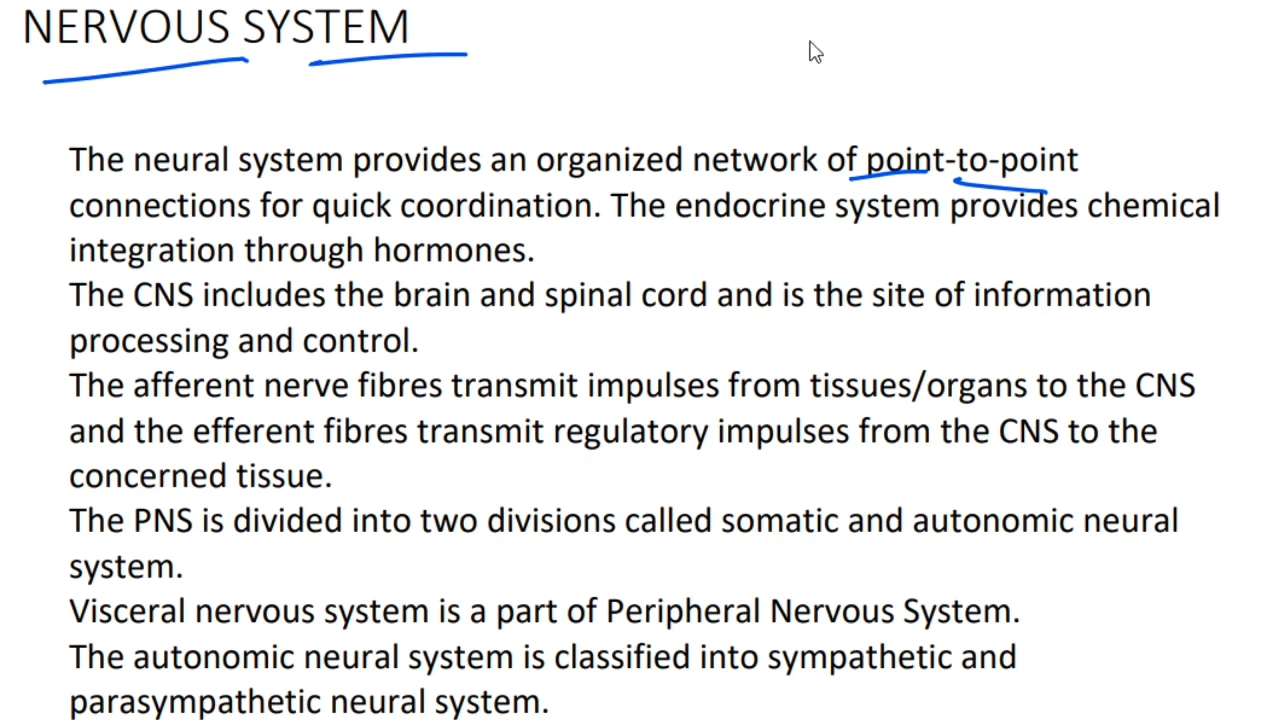 NERVOUS SYSTEM
The neural system provides an organized network of point-to-point
connections for quick coordination. The endocrine system provides chemical
integration through hormones.
The CNS includes the brain and spinal cord and is the site of information
processing and control.
The afferent nerve fibres transmit impulses from tissues/organs to the CNS
and the efferent fibres transmit regulatory impulses from the CNS to the
concerned tissue.
The PNS is divided into two divisions called somatic and autonomic neural
system.
Visceral nervous system is a part of Peripheral Nervous System.
The autonomic neural system is classified into sympathetic and
parasympathetic neural system.